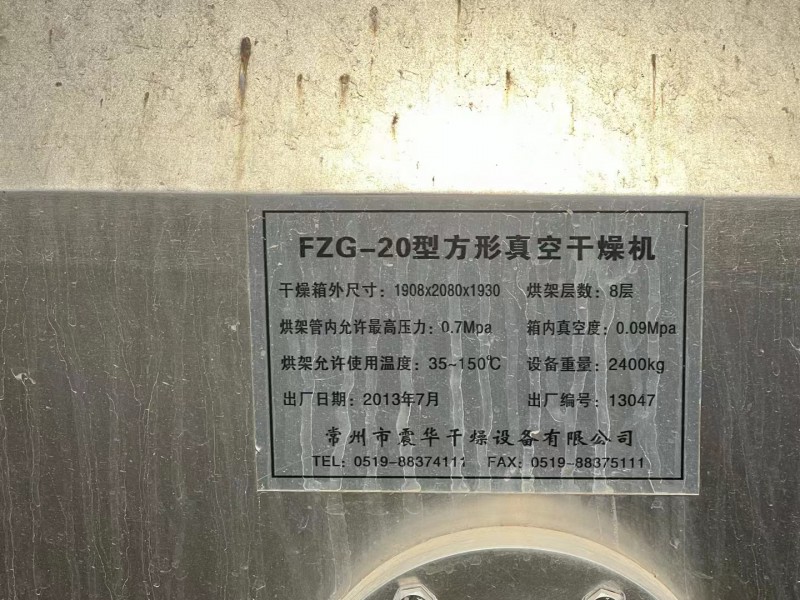 FZG-20型方形真空干燥机
干燥箱外尺寸：1908x2080x1930 烘架层数：8层
烘架管内允许最高压力：0.7Mpa 箱内真空度：0.09Mpa
烘架允许使用温度：35~150℃ 设备重量：2400kg
出厂日期：2013年7月 出厂编号：13047
常州市震华干燥设备有限公司
TEL：0519-88374111 FAX：0519-88375111